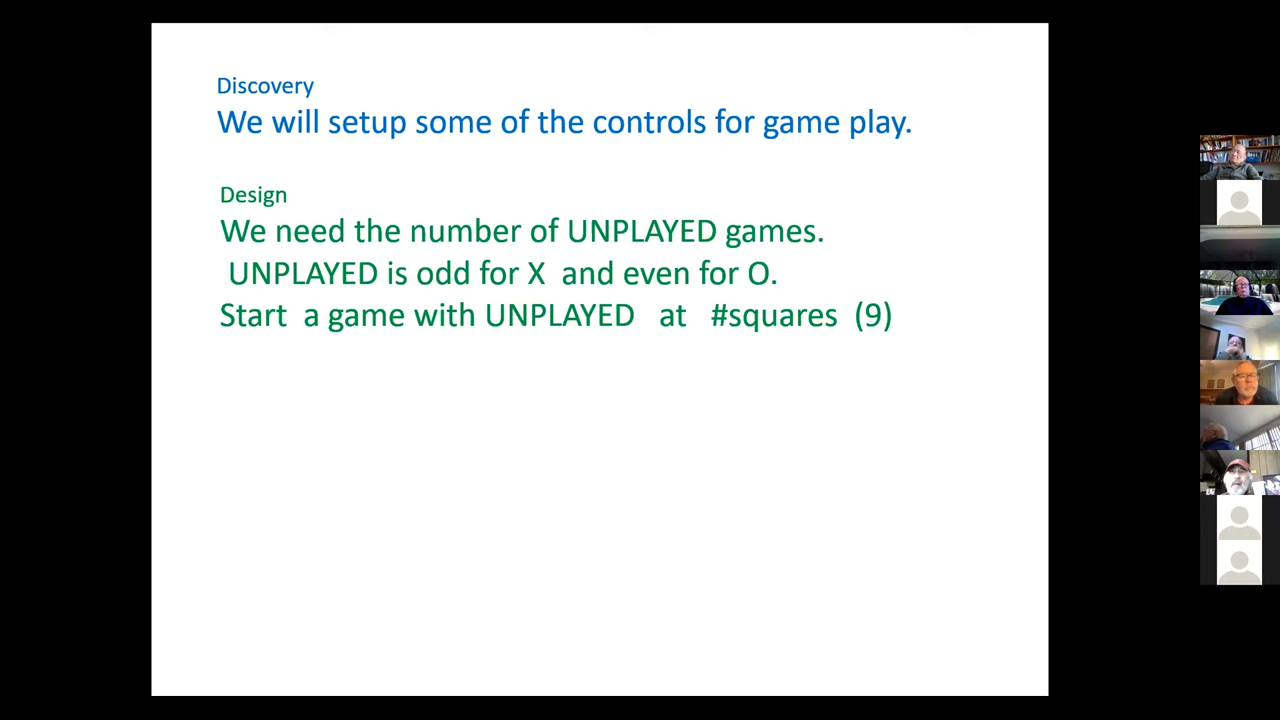 Discovery
We will setup some of the controls for game play.
Design
We need the number of UNPLAYED games.
UNPLAYED is odd for X and even for O.
Start a game with UNPLAYED at #squares (9)